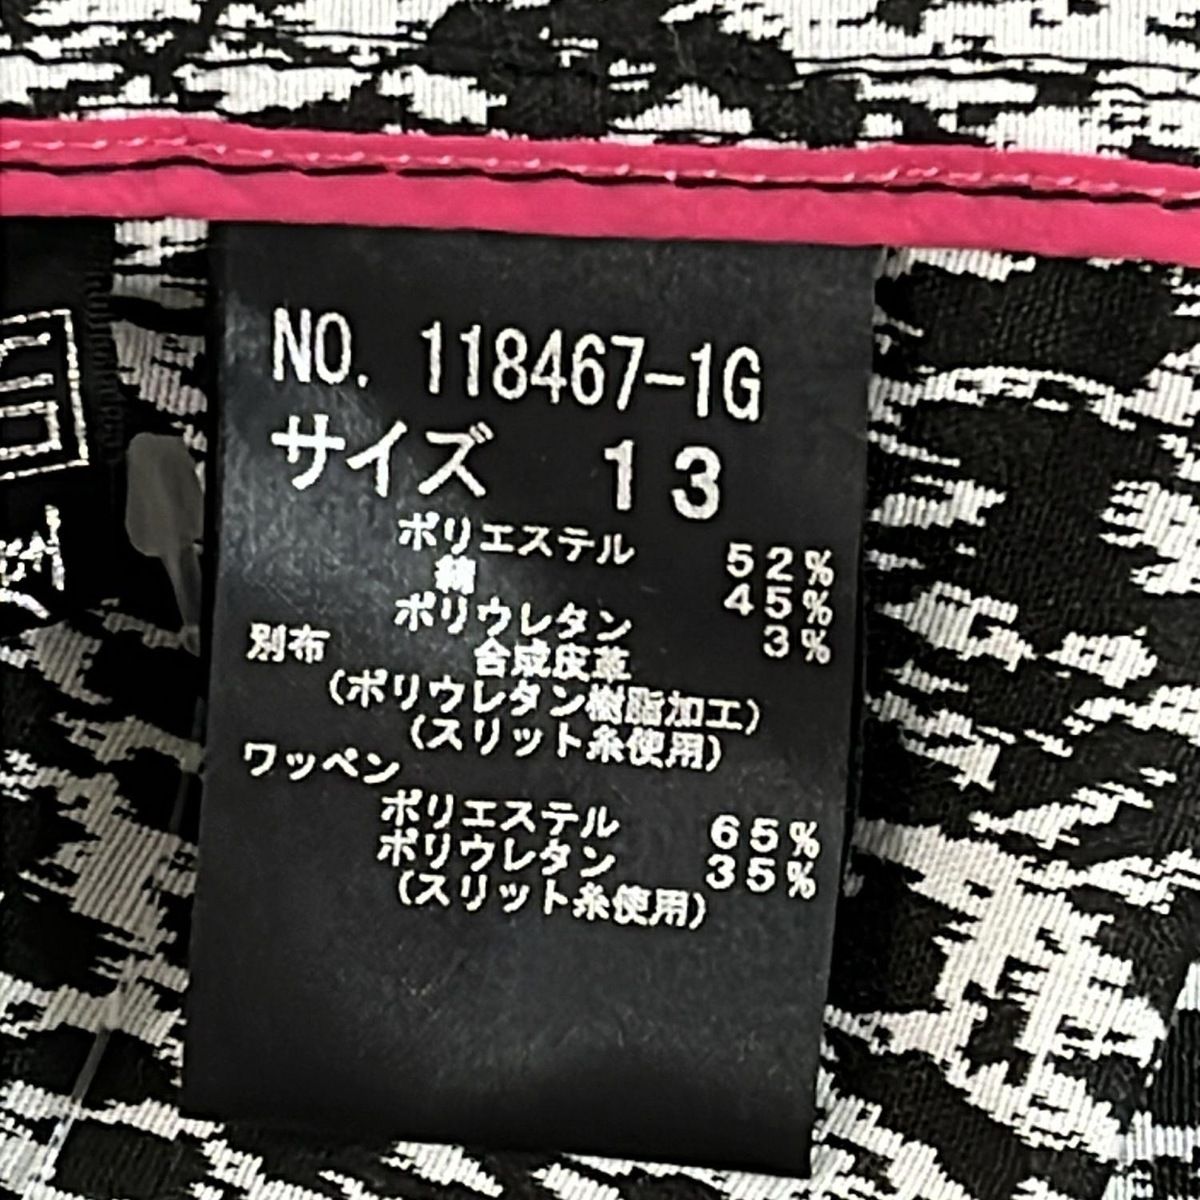 NO. 118467-1G
サイズ 13
ポリエステル 52%
綿 45%
ポリウレタン 3%
別布 合成皮革
(ポリウレタン樹脂加工)
(スリット糸使用)
ワッペン
ポリエステル 65%
ポリウレタン 35%
(スリット糸使用)